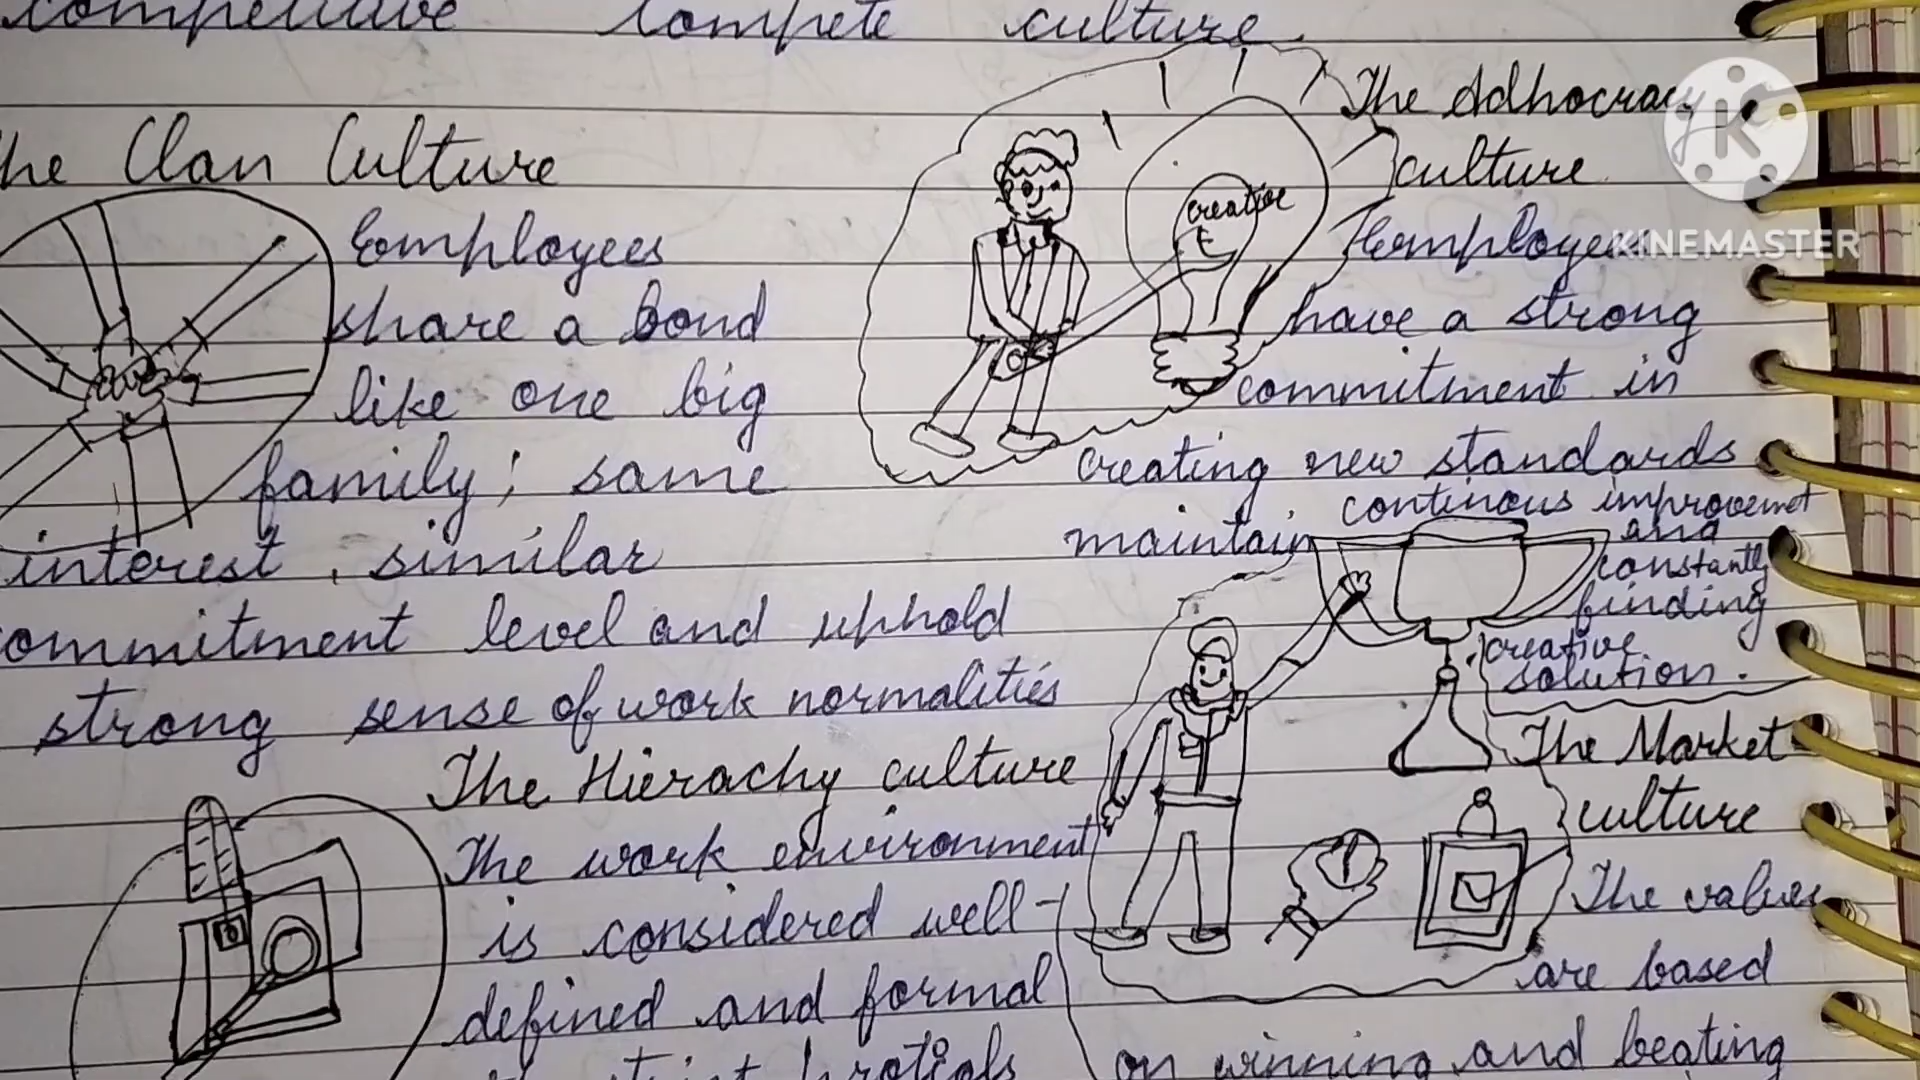 competitive compete culture.
The Clan Culture
Employees
share a bond
like one big
family; same
interest, similar
commitment level and uphold
strong sense of work normalities
The Adhocracy
culture
creative
Employees
have a strong
commitment in
creating new standards
maintain continous improvemet
and
constantly
finding
creative
solution.
The Hierachy culture
The work environment
is considered well-
defined and formal
The Market
culture
The values
are based
on winning and beating
KINEMASTER